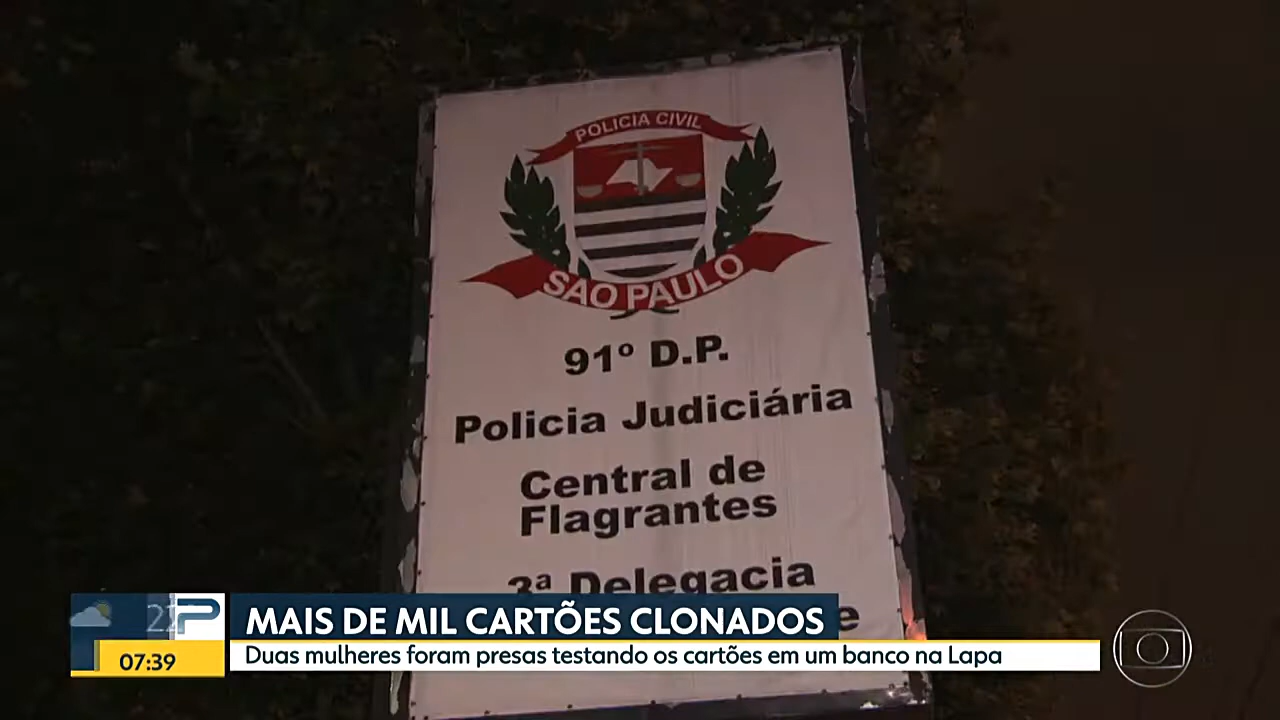 POLICIA CIVIL
SAO PAULO
91º D.P.
Policia Judiciária
Central de
Flagrantes
3ª Delegacia
e
MAIS DE MIL CARTÕES CLONADOS
07:39
Duas mulheres foram presas testando os cartões em um banco na Lapa